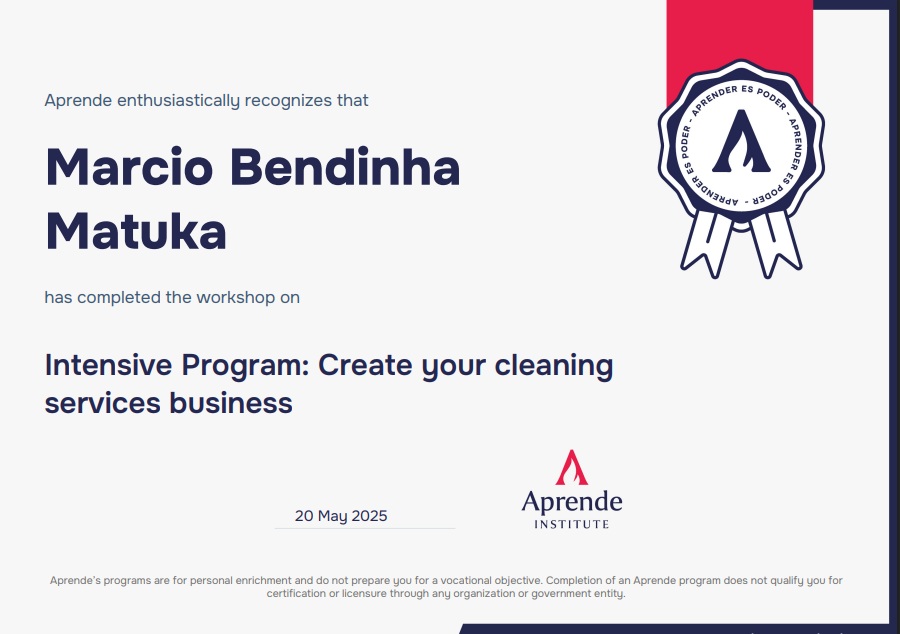 Aprende enthusiastically recognizes that
Marcio Bendinha
Matuka
has completed the workshop on
Intensive Program: Create your cleaning
services business
APRENDER ES PODER - APRENDER ES PODER - APRENDER ES PODER -
20 May 2025
Aprende
INSTITUTE
Aprende's programs are for personal enrichment and do not prepare you for a vocational objective. Completion of an Aprende program does not qualify you for
certification or licensure through any organization or government entity.